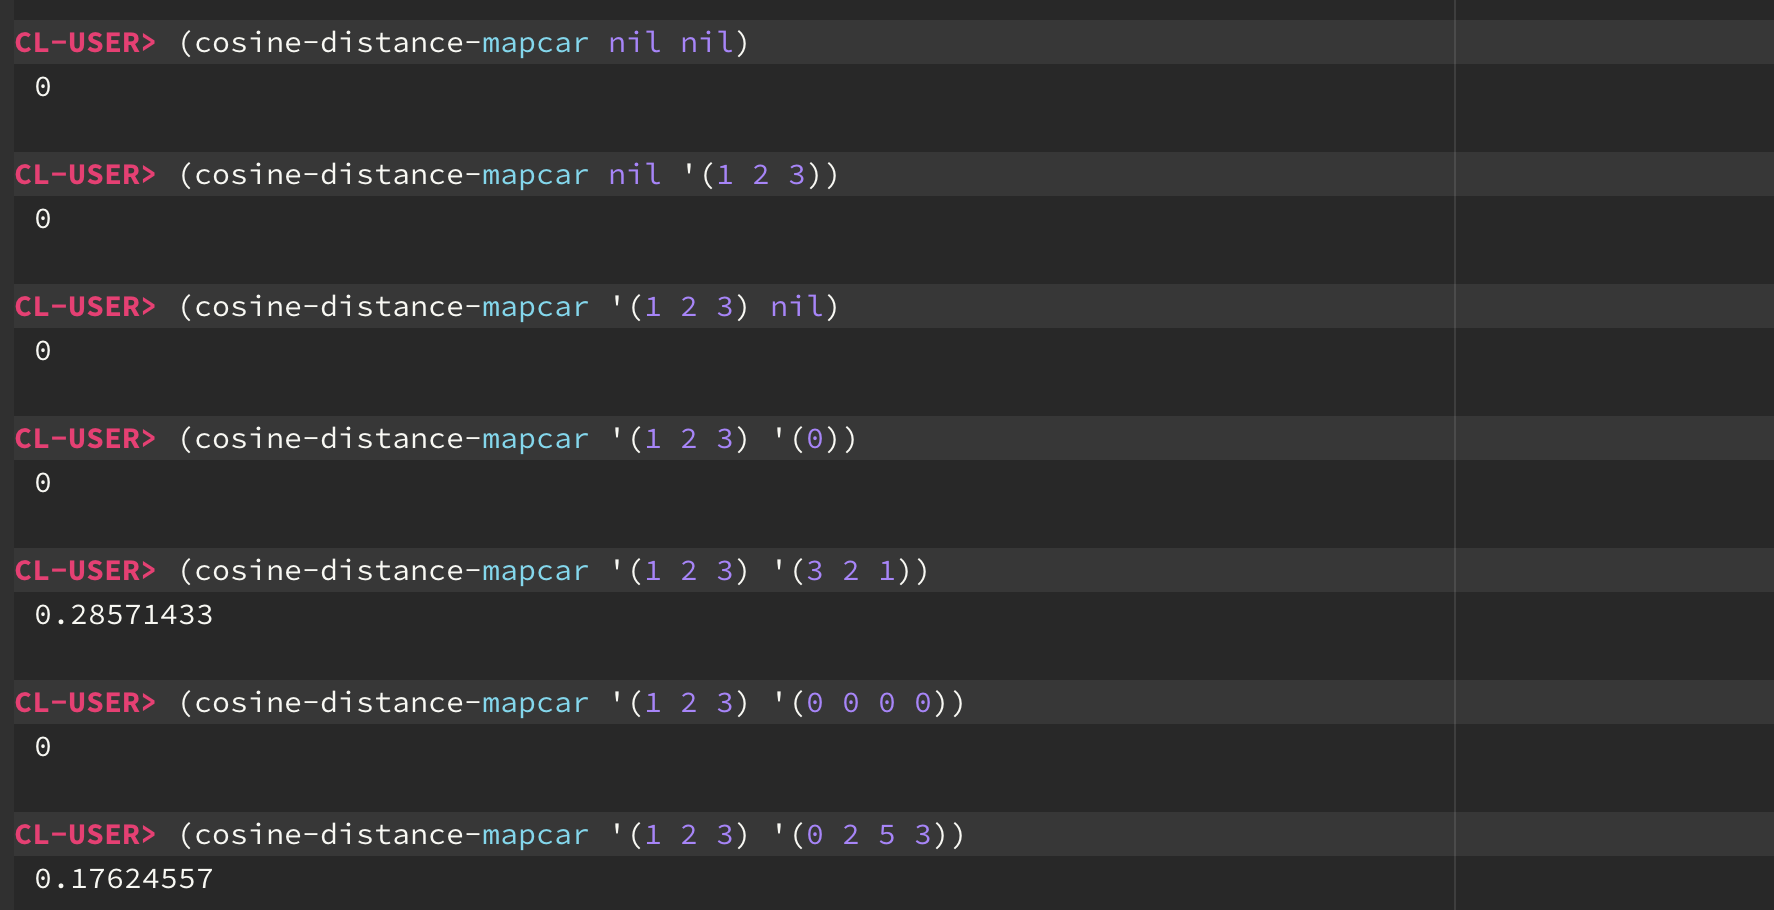 CL-USER> (cosine-distance-mapcar nil nil)
0
CL-USER> (cosine-distance-mapcar nil '(1 2 3))
0
CL-USER> (cosine-distance-mapcar '(1 2 3) nil)
0
CL-USER> (cosine-distance-mapcar '(1 2 3) '(0))
0
CL-USER> (cosine-distance-mapcar '(1 2 3) '(3 2 1))
0.28571433
CL-USER> (cosine-distance-mapcar '(1 2 3) '(0 0 0 0))
0
CL-USER> (cosine-distance-mapcar '(1 2 3) '(0 2 5 3))
0.17624557